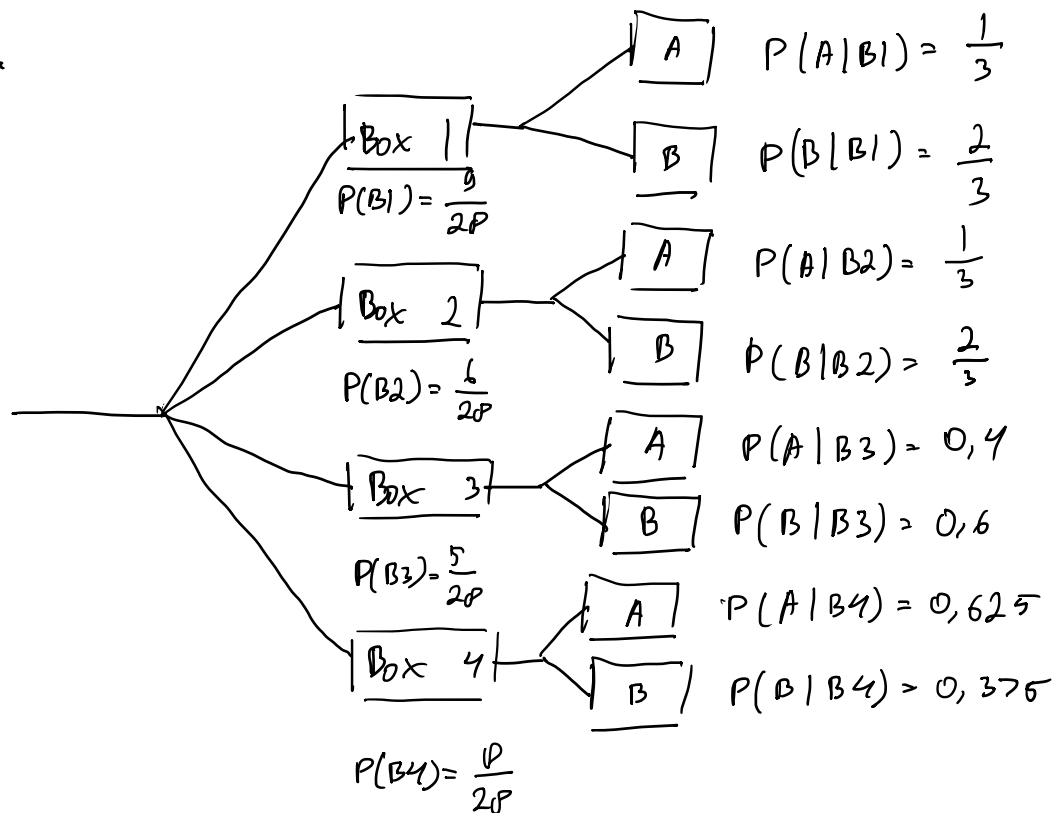 A P(A|B1) = 1/3
Box 1
B P(B|B1) = 2/3
P(B1) = 9/28
A P(A|B2) = 1/3
Box 2
B P(B|B2) = 2/3
P(B2) = 6/28
A P(A|B3) = 0,4
Box 3
B P(B|B3) = 0,6
P(B3) = 5/28
A P(A|B4) = 0,625
Box 4
B P(B|B4) = 0,375
P(B4) = 8/28